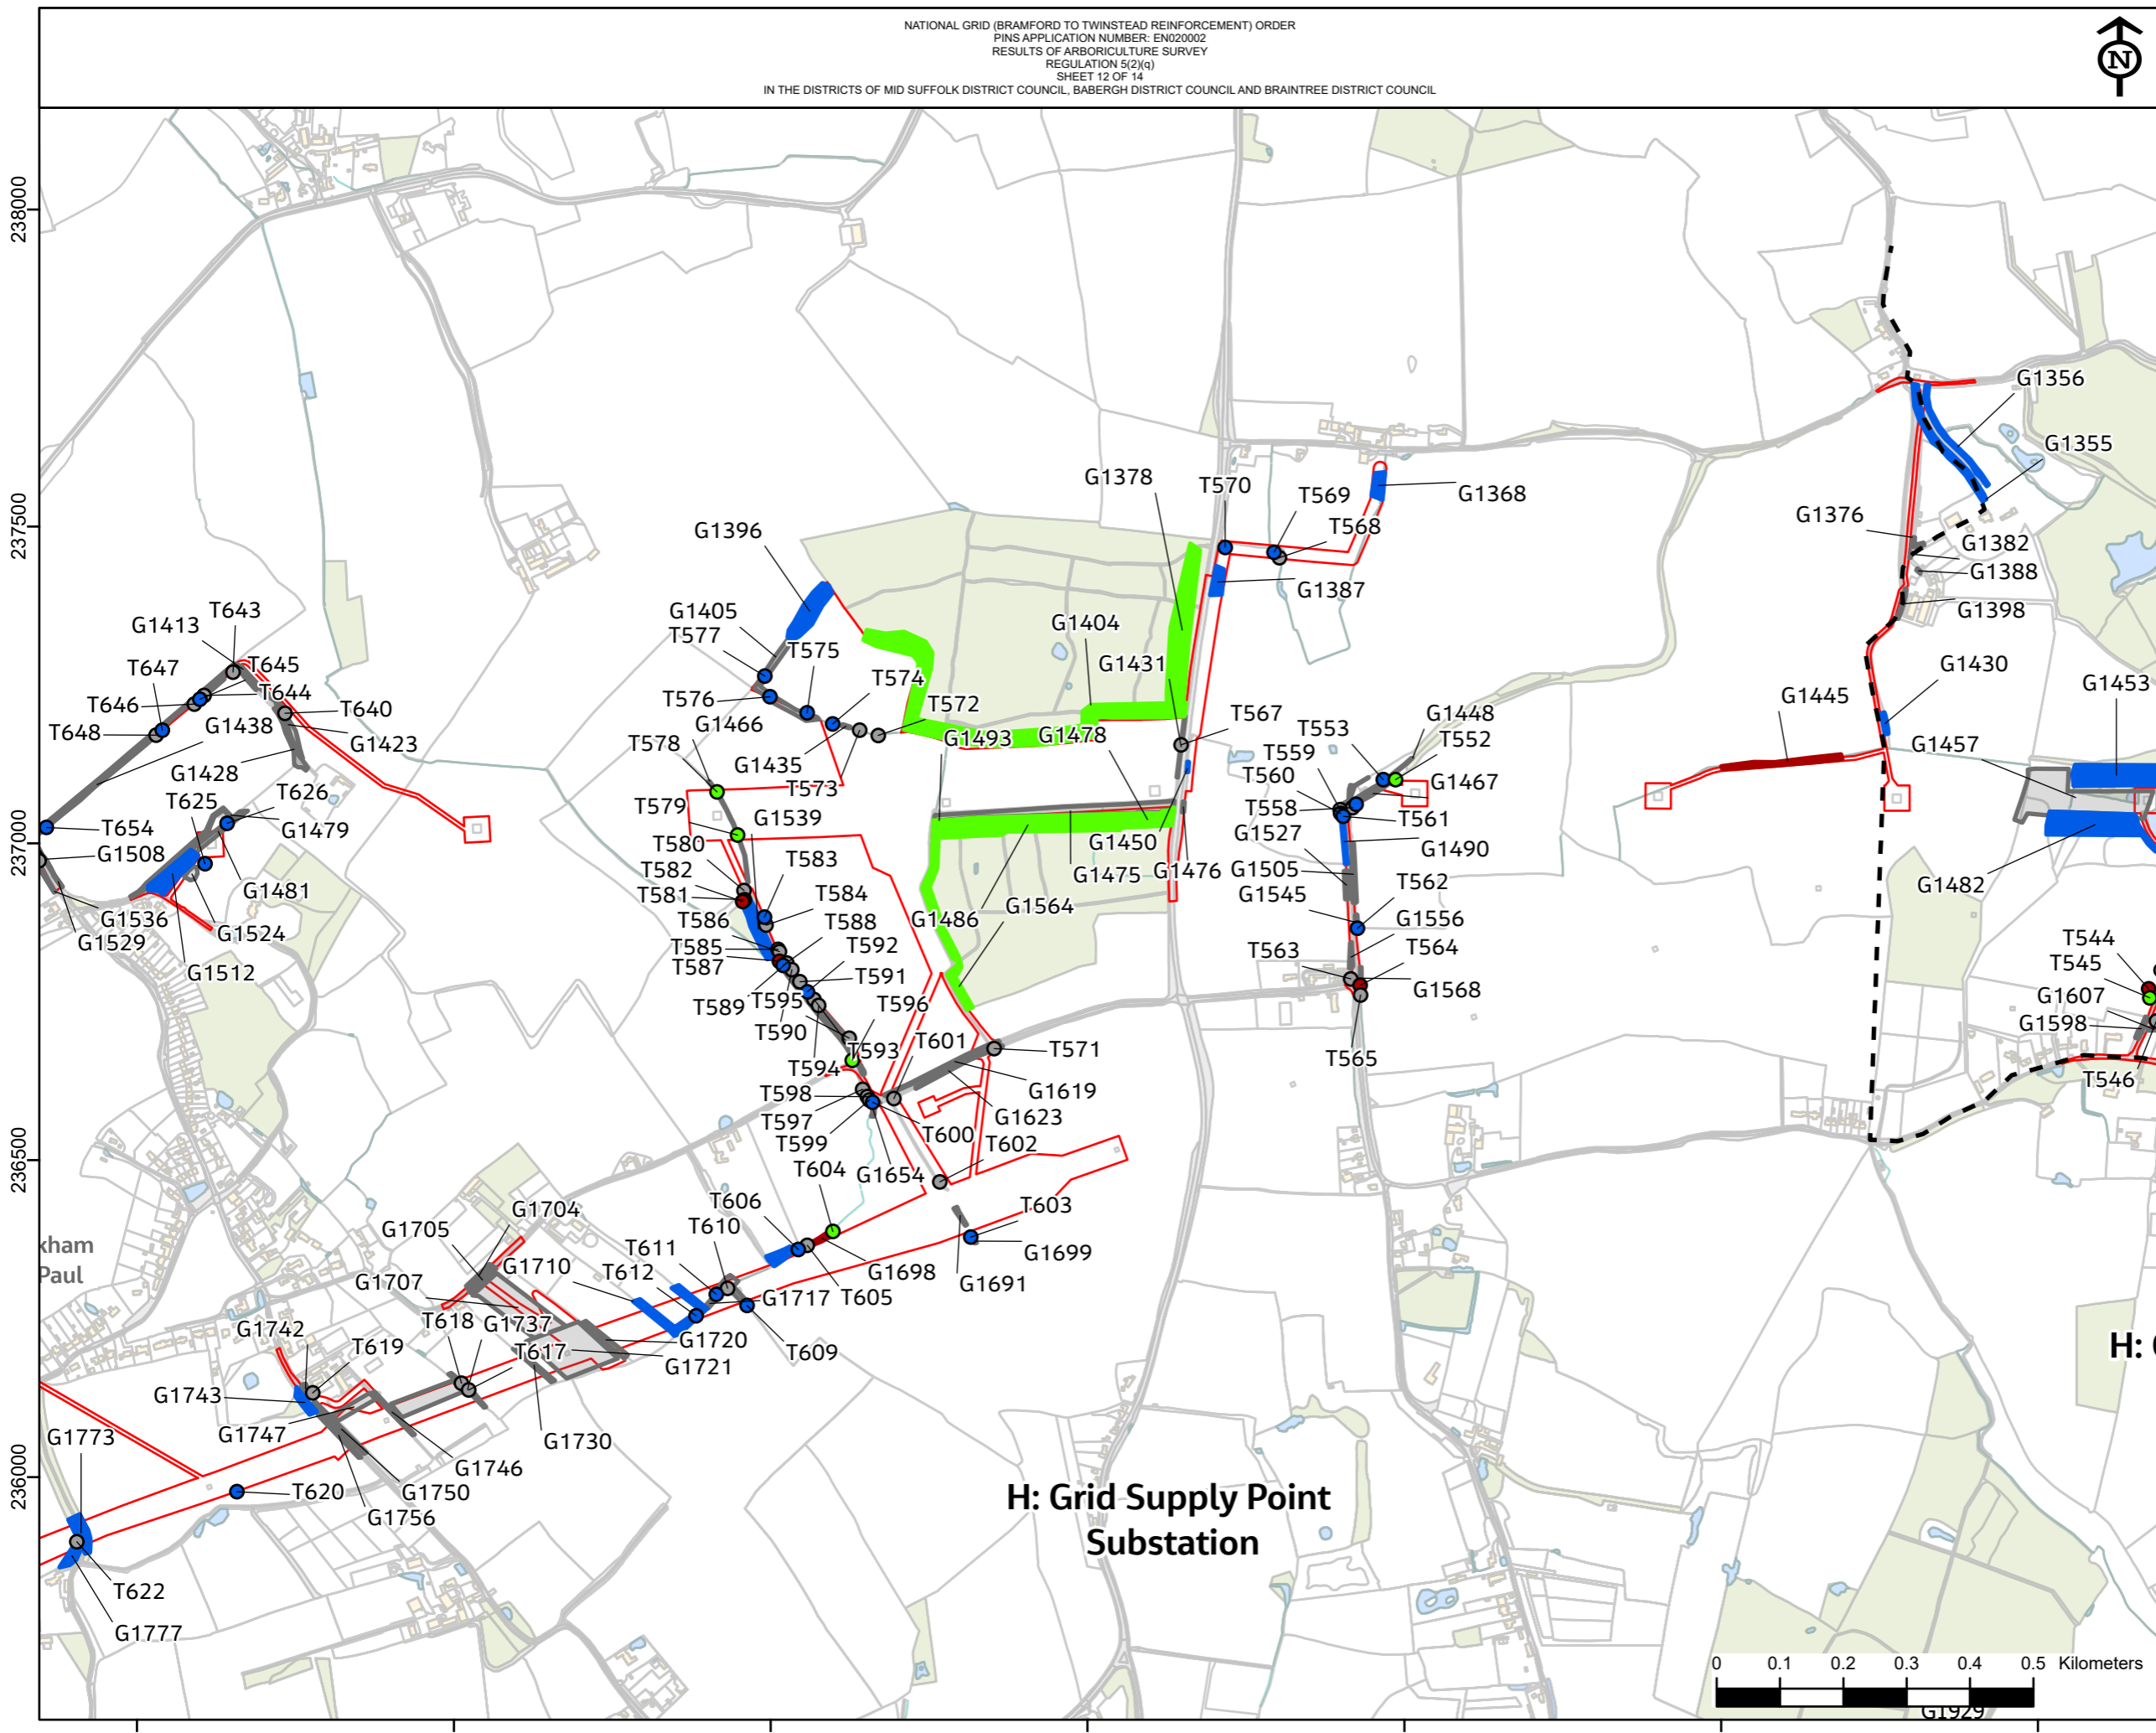 NATIONAL GRID (BRAMFORD TO TWINSTEAD REINFORCEMENT) ORDER
PINS APPLICATION NUMBER: EN020002
RESULTS OF ARBORICULTURE SURVEY
REGULATION 5(2)(q)
SHEET 12 OF 14
IN THE DISTRICTS OF MID SUFFOLK DISTRICT COUNCIL, BABERGH DISTRICT COUNCIL AND BRAINTREE DISTRICT COUNCIL
N
238000
237500
237000
236500
236000
G1356
G1355
G1376
G1382
G1388
G1398
G1430
G1445
G1453
G1457
G1482
G1378
T570
T569
T568
G1368
G1387
G1396
G1405
T577
T575
T574
T576
T572
G1466
G1404
G1431
G1493
G1478
T567
T578
G1435
T573
T579
G1539
T580
T582
T581
T583
T584
T586
T585
T587
T588
T592
T589
T595
T591
T590
T596
T594
T593
T601
T598
T597
T599
T600
G1654
T602
T571
G1619
G1623
G1450
G1475
G1476
G1486
G1564
T553
G1448
T552
T559
T560
G1467
T558
T561
G1527
G1490
G1505
G1545
T562
G1556
T563
T564
G1568
T565
T544
T545
G1607
G1598
T546
T643
G1413
T647
T645
T644
T646
T640
T648
G1438
G1423
G1428
T625
T626
G1479
T654
G1508
G1481
G1536
G1529
G1524
G1512
T604
T606
T610
T611
T612
T603
G1699
G1691
G1698
T605
G1717
T609
G1720
G1721
G1704
G1705
G1710
G1707
T618
G1737
T617
G1742
T619
G1743
G1747
G1730
G1746
G1750
G1756
T620
G1773
T622
G1777
kham
Paul
H: Grid Supply Point
Substation
H:
0 0.1 0.2 0.3 0.4 0.5 Kilometers
G1929